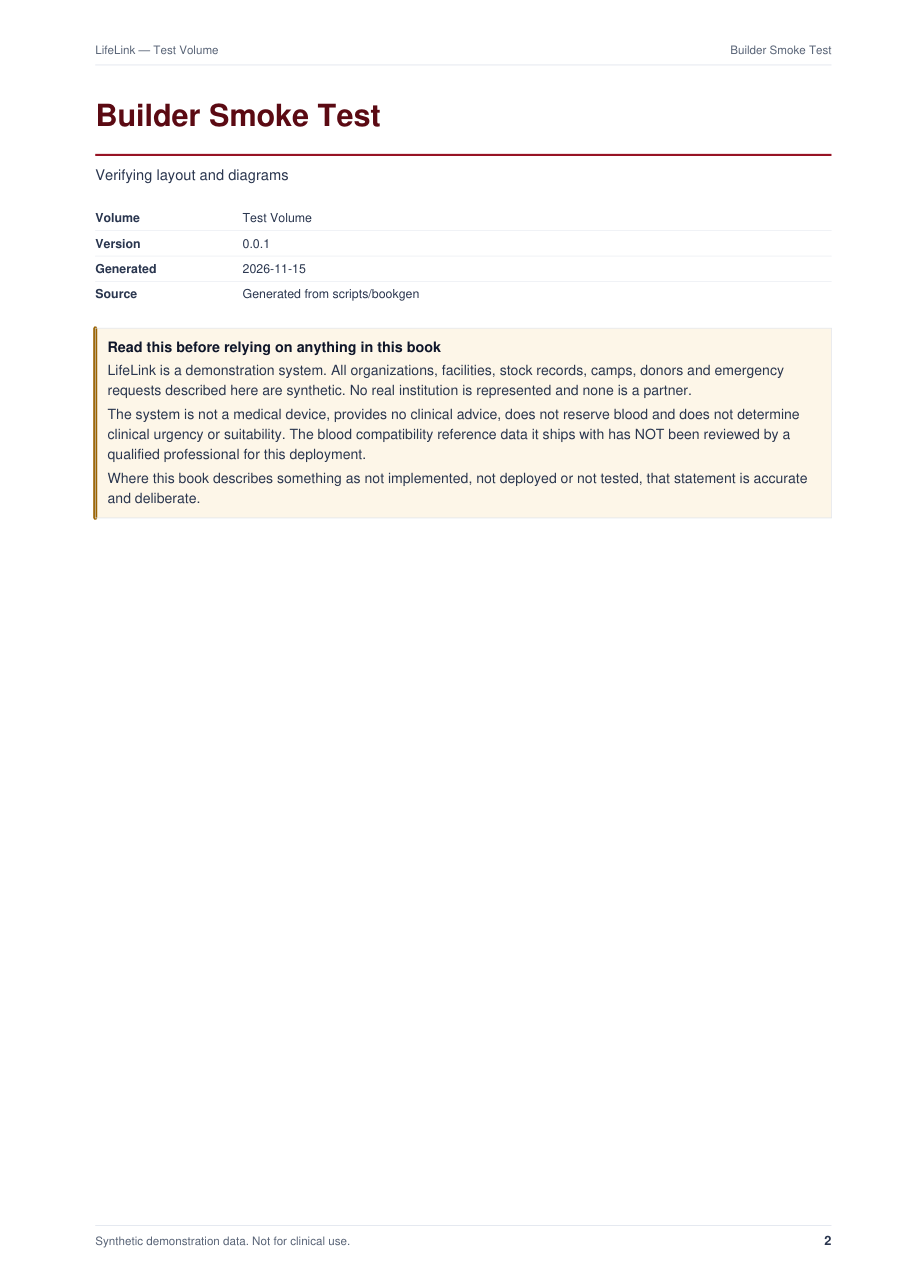 LifeLink — Test Volume
Builder Smoke Test
Builder Smoke Test
Verifying layout and diagrams
Volume Test Volume
Version 0.0.1
Generated 2026-11-15
Source Generated from scripts/bookgen
Read this before relying on anything in this book
LifeLink is a demonstration system. All organizations, facilities, stock records, camps, donors and emergency
requests described here are synthetic. No real institution is represented and none is a partner.
The system is not a medical device, provides no clinical advice, does not reserve blood and does not determine
clinical urgency or suitability. The blood compatibility reference data it ships with has NOT been reviewed by a
qualified professional for this deployment.
Where this book describes something as not implemented, not deployed or not tested, that statement is accurate
and deliberate.
Synthetic demonstration data. Not for clinical use.
2